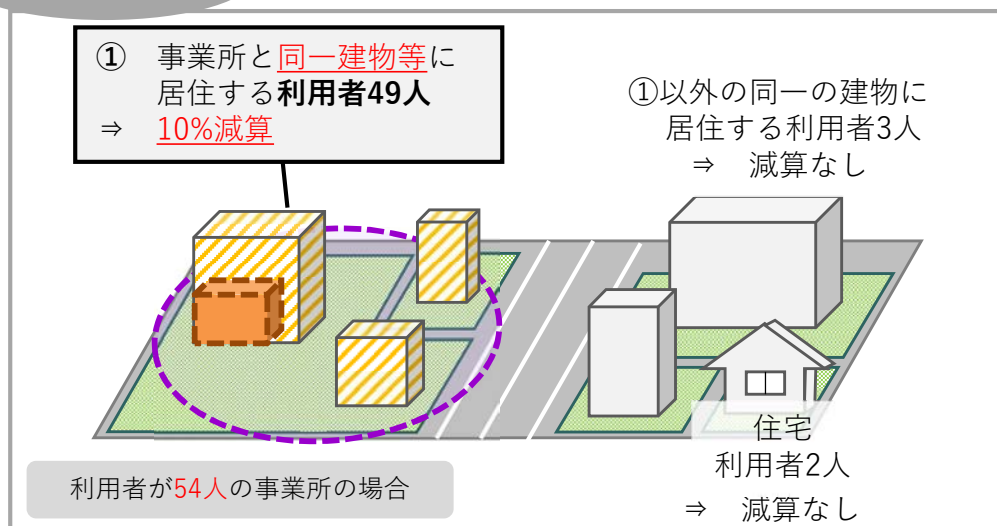 ① 事業所と同一建物等に
居住する利用者49人
⇒ 10%減算
①以外の同一の建物に
居住する利用者3人
⇒ 減算なし
住宅
利用者2人
⇒ 減算なし
利用者が54人の事業所の場合